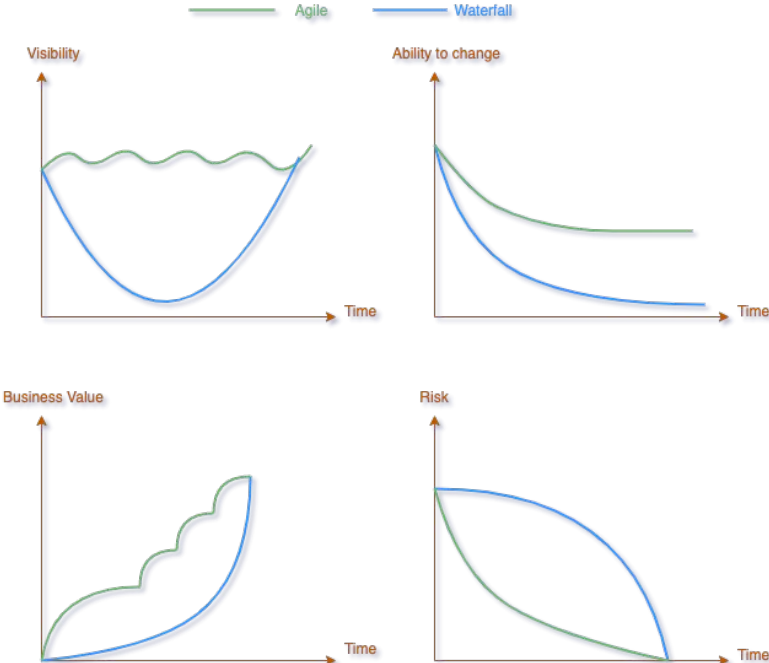 Agile
Waterfall
Visibility
Ability to change
Time
Time
Business Value
Risk
Time
Time